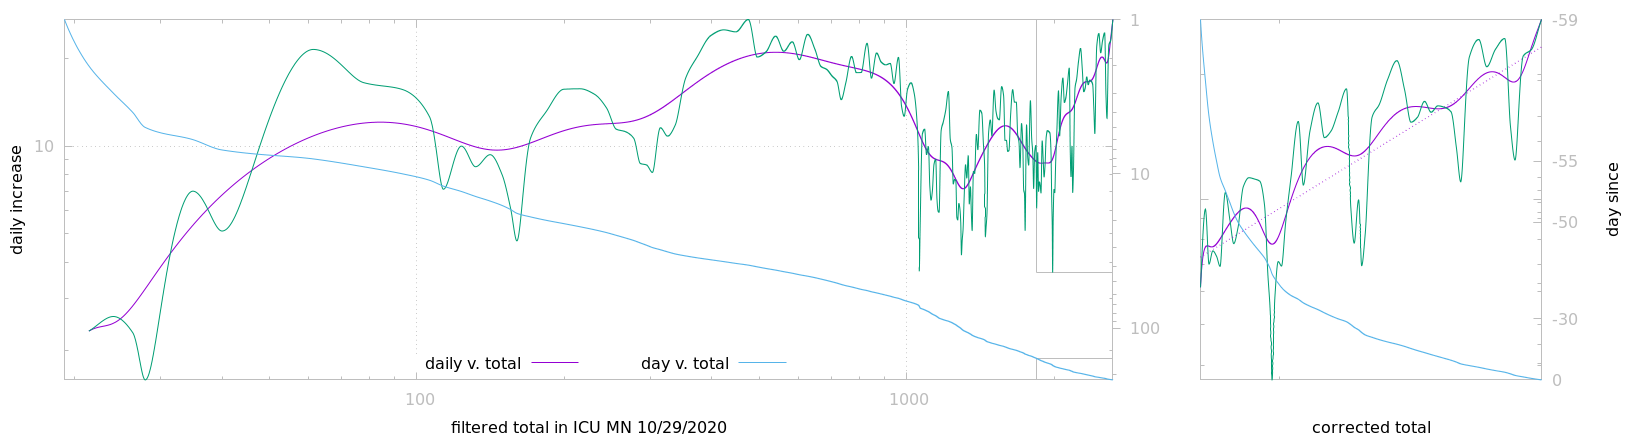 1
-59
10
daily increase
10
-55
-50
day since
100
-30
daily v. total
day v. total
0
100
1000
filtered total in ICU MN 10/29/2020
corrected total